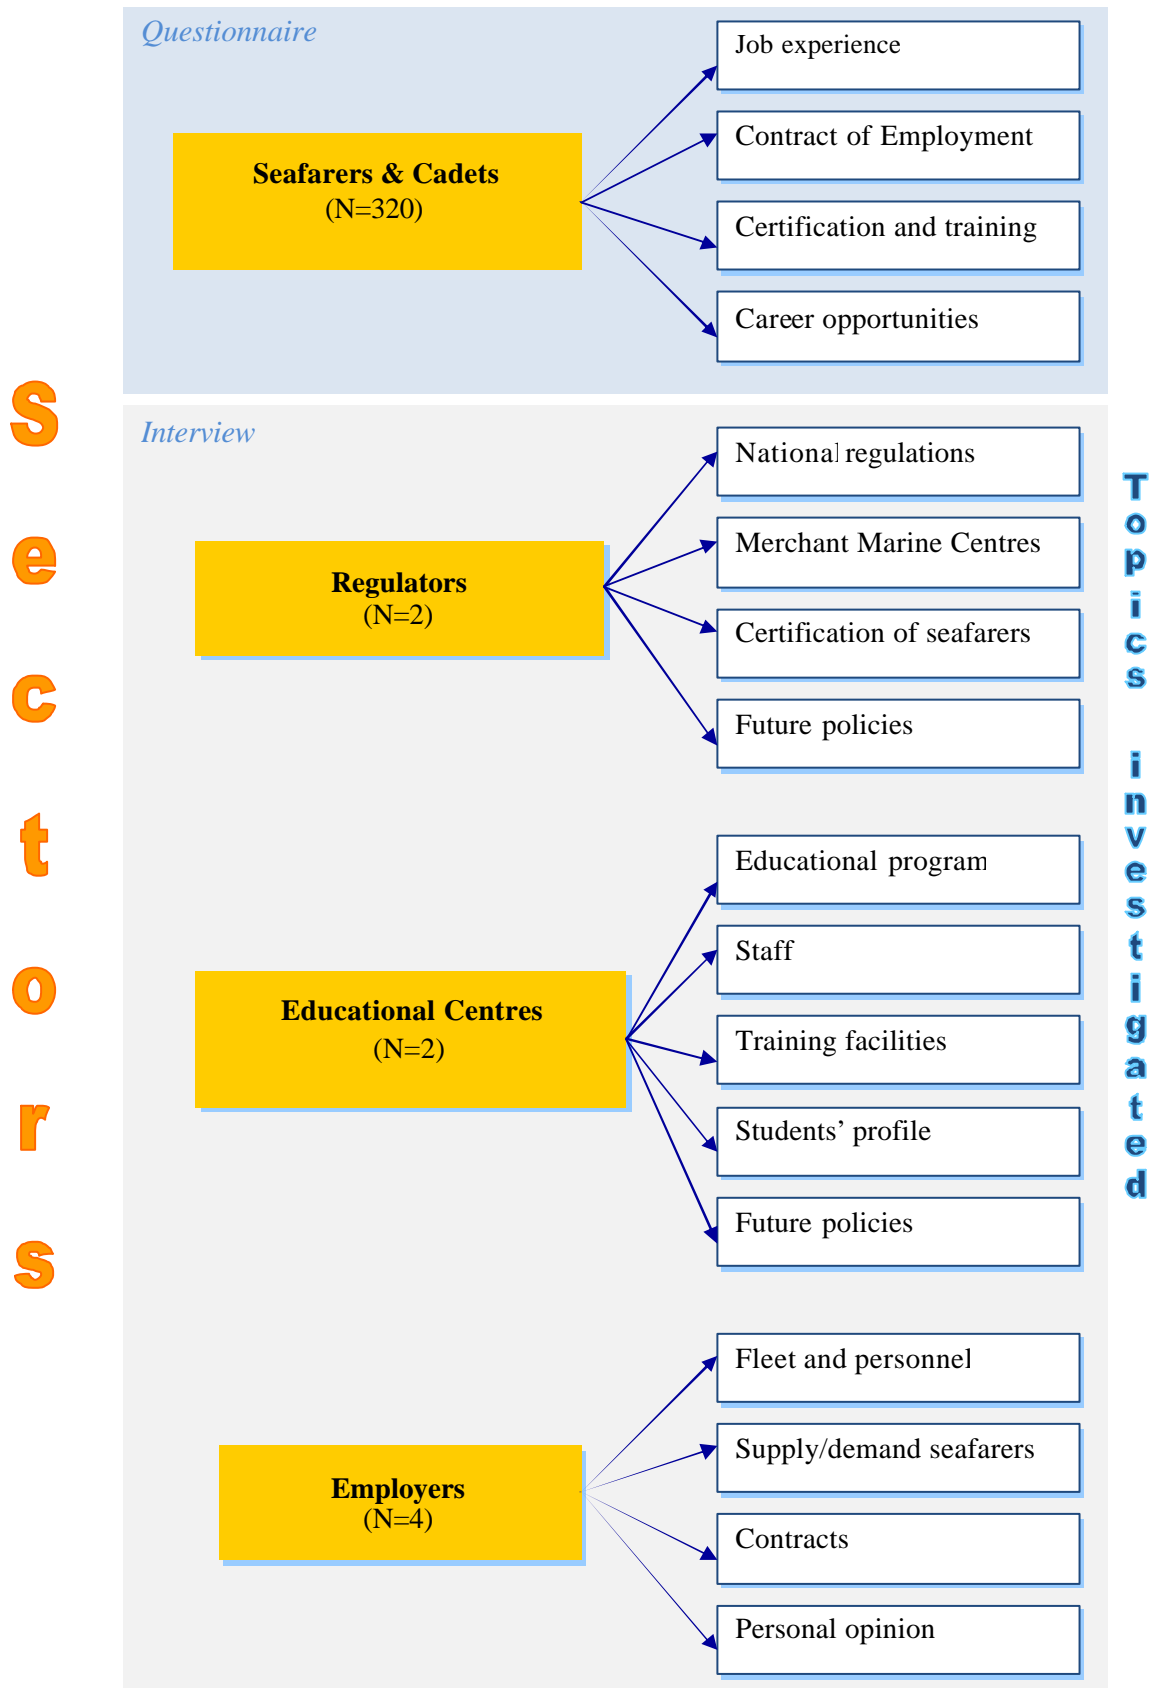 Questionnaire
Seafarers & Cadets
(N=320)
Job experience
Contract of Employment
Certification and training
Career opportunities
Sectors
Interview
Regulators
(N=2)
National regulations
Merchant Marine Centres
Certification of seafarers
Future policies
Educational Centres
(N=2)
Educational program
Staff
Training facilities
Students’ profile
Future policies
Employers
(N=4)
Fleet and personnel
Supply/demand seafarers
Contracts
Personal opinion
Topics investigated